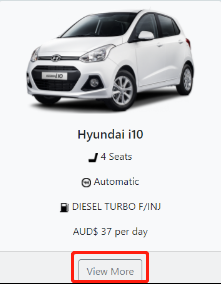 Hyundai i10
4 Seats
Automatic
DIESEL TURBO F/INJ
AUD$ 37 per day
View More